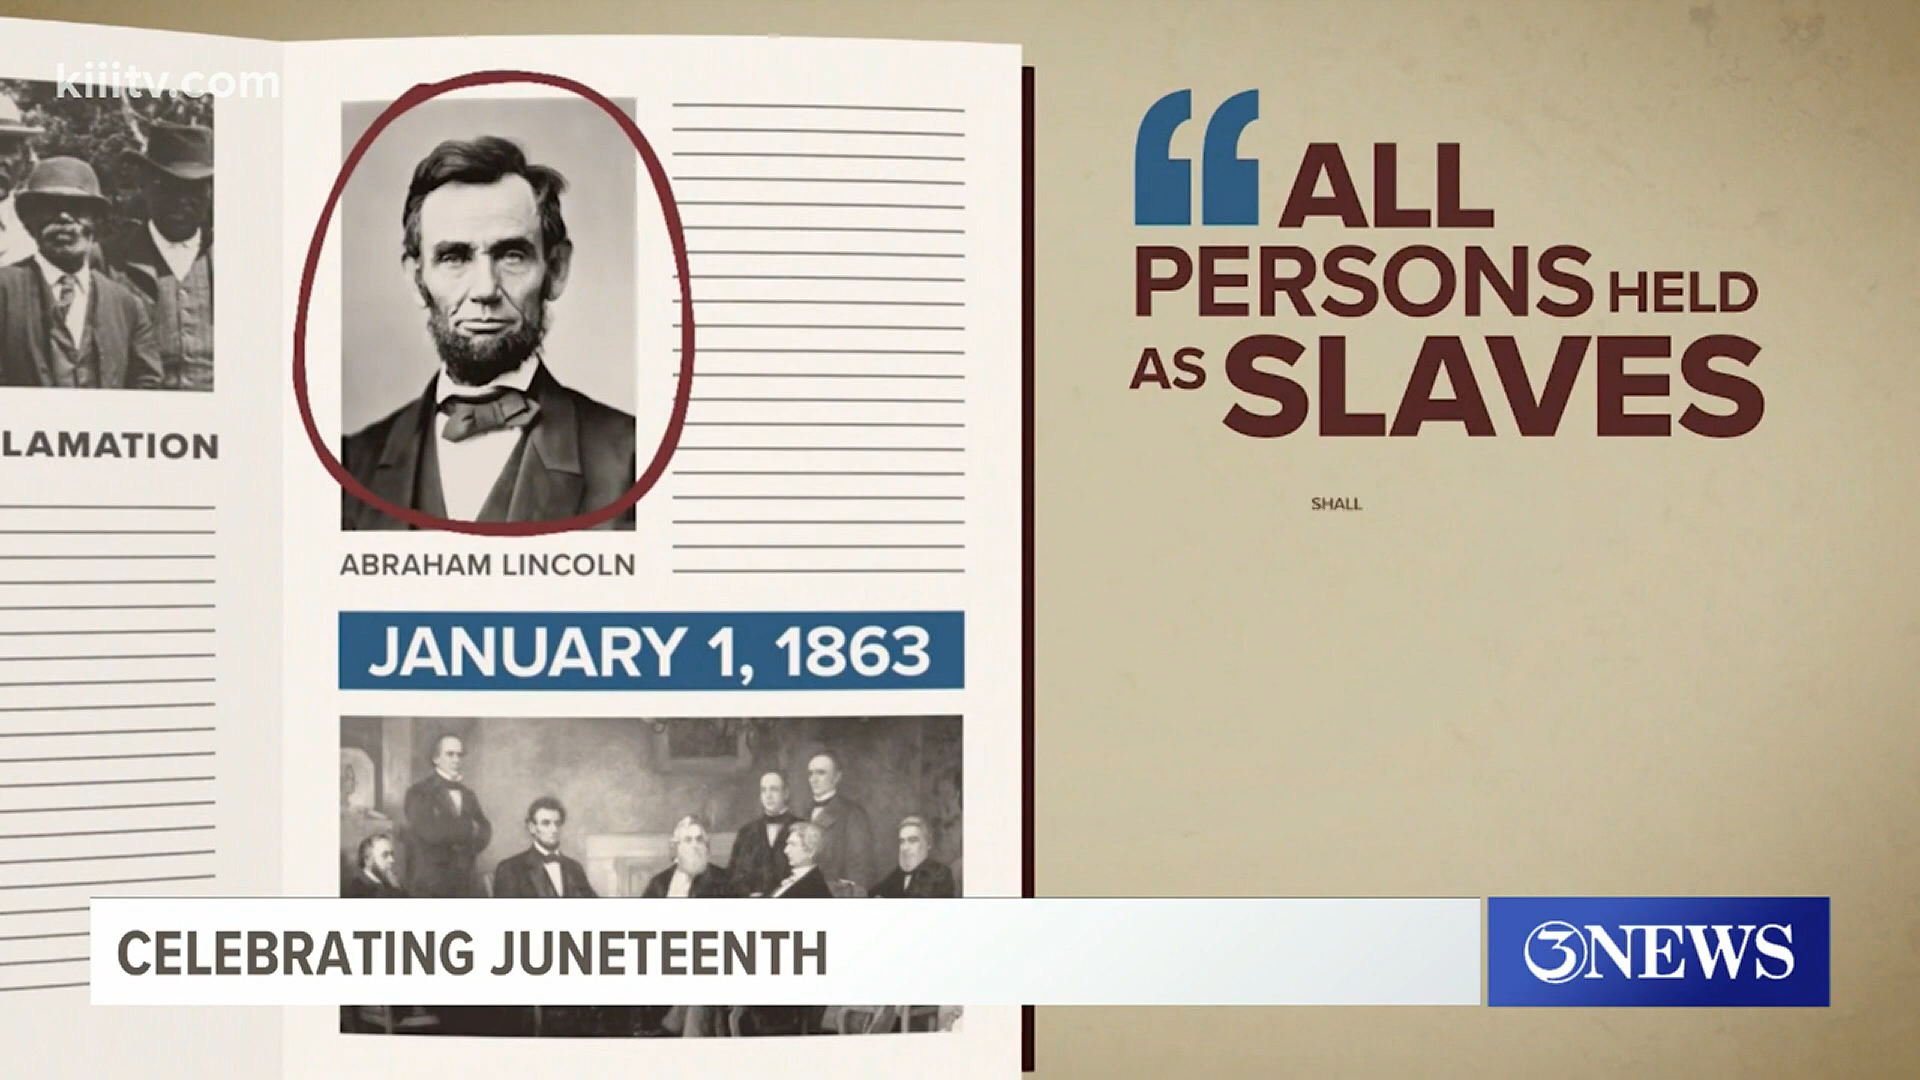 kiiitv.com
LAMATION
ABRAHAM LINCOLN
JANUARY 1, 1863
“ ALL
PERSONS HELD
AS SLAVES
SHALL
CELEBRATING JUNETEENTH
3NEWS